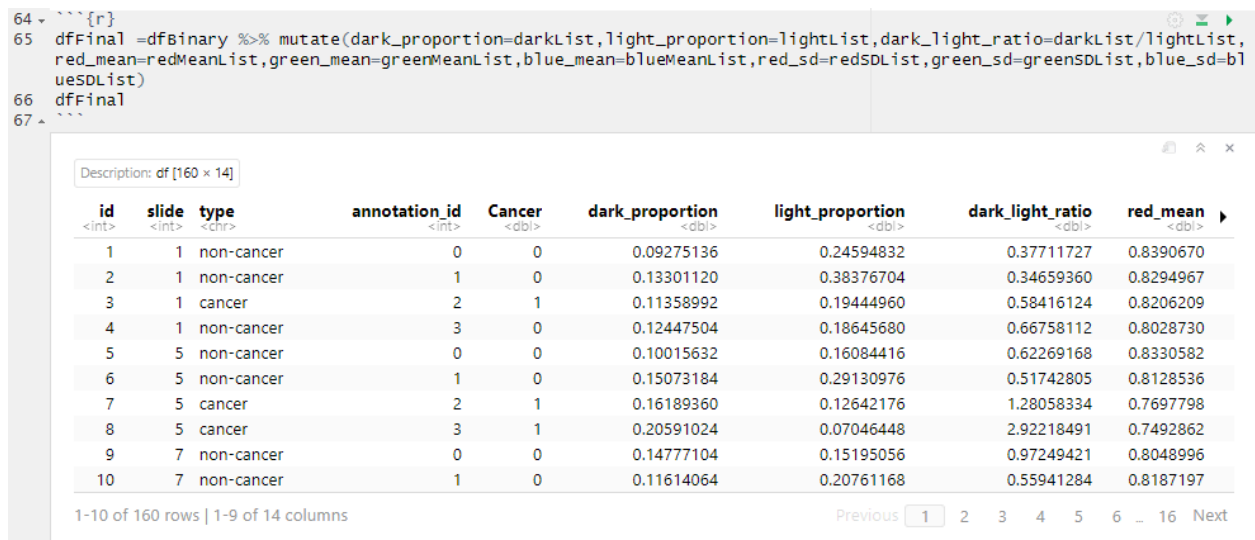 64 ```{r}
65 dfFinal =dfBinary %>% mutate(dark_proportion=darkList,light_proportion=lightList,dark_light_ratio=darkList/lightList,
red_mean=redMeanList,green_mean=greenMeanList,blue_mean=blueMeanList,red_sd=redSDList,green_sd=greenSDList,blue_sd=bl
ueSDList)
66 dfFinal
67 ```
Description: df [160 × 14]
id slide type annotation_id Cancer dark_proportion light_proportion dark_light_ratio red_mean
<int> <int> <chr> <int> <dbl> <dbl> <dbl> <dbl> <dbl>
1 1 non-cancer 0 0 0.09275136 0.24594832 0.37711727 0.8390670
2 1 non-cancer 1 0 0.13301120 0.38376704 0.34659360 0.8294967
3 1 cancer 2 1 0.11358992 0.19444960 0.58416124 0.8206209
4 1 non-cancer 3 0 0.12447504 0.18645680 0.66758112 0.8028730
5 5 non-cancer 0 0 0.10015632 0.16084416 0.62269168 0.8330582
6 5 non-cancer 1 0 0.15073184 0.29130976 0.51742805 0.8128536
7 5 cancer 2 1 0.16189360 0.12642176 1.28058334 0.7697798
8 5 cancer 3 1 0.20591024 0.07046448 2.92218491 0.7492862
9 7 non-cancer 0 0 0.14777104 0.15195056 0.97249421 0.8048996
10 7 non-cancer 1 0 0.11614064 0.20761168 0.55941284 0.8187197
1-10 of 160 rows | 1-9 of 14 columns Previous 1 2 3 4 5 6 ... 16 Next